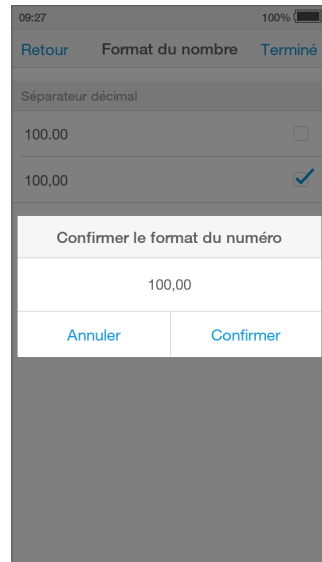 09:27 100%
Retour Format du nombre Terminé
Séparateur décimal
100.00
100,00
Confirmer le format du numéro
100,00
Annuler Confirmer